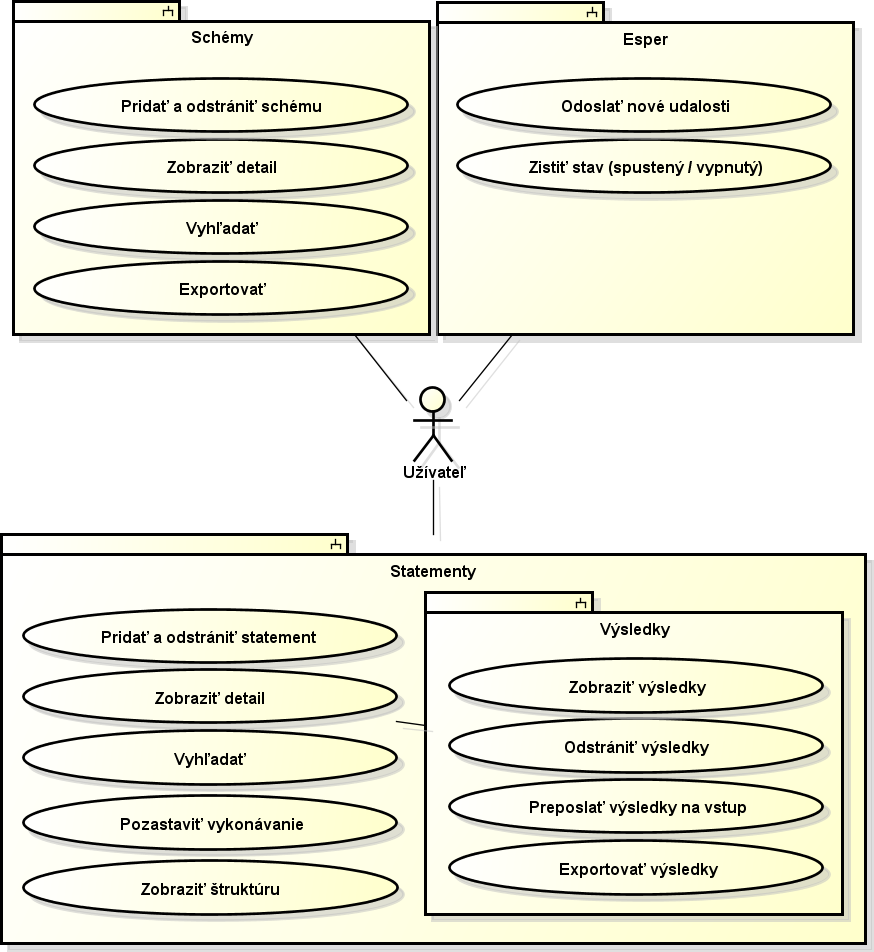 Schémy
Pridať a odstrániť schému
Zobraziť detail
Vyhľadať
Exportovať
Esper
Odoslať nové udalosti
Zistiť stav (spustený / vypnutý)
Užívateľ
Statementy
Pridať a odstrániť statement
Zobraziť detail
Vyhľadať
Pozastaviť vykonávanie
Zobraziť štruktúru
Výsledky
Zobraziť výsledky
Odstrániť výsledky
Preposlať výsledky na vstup
Exportovať výsledky